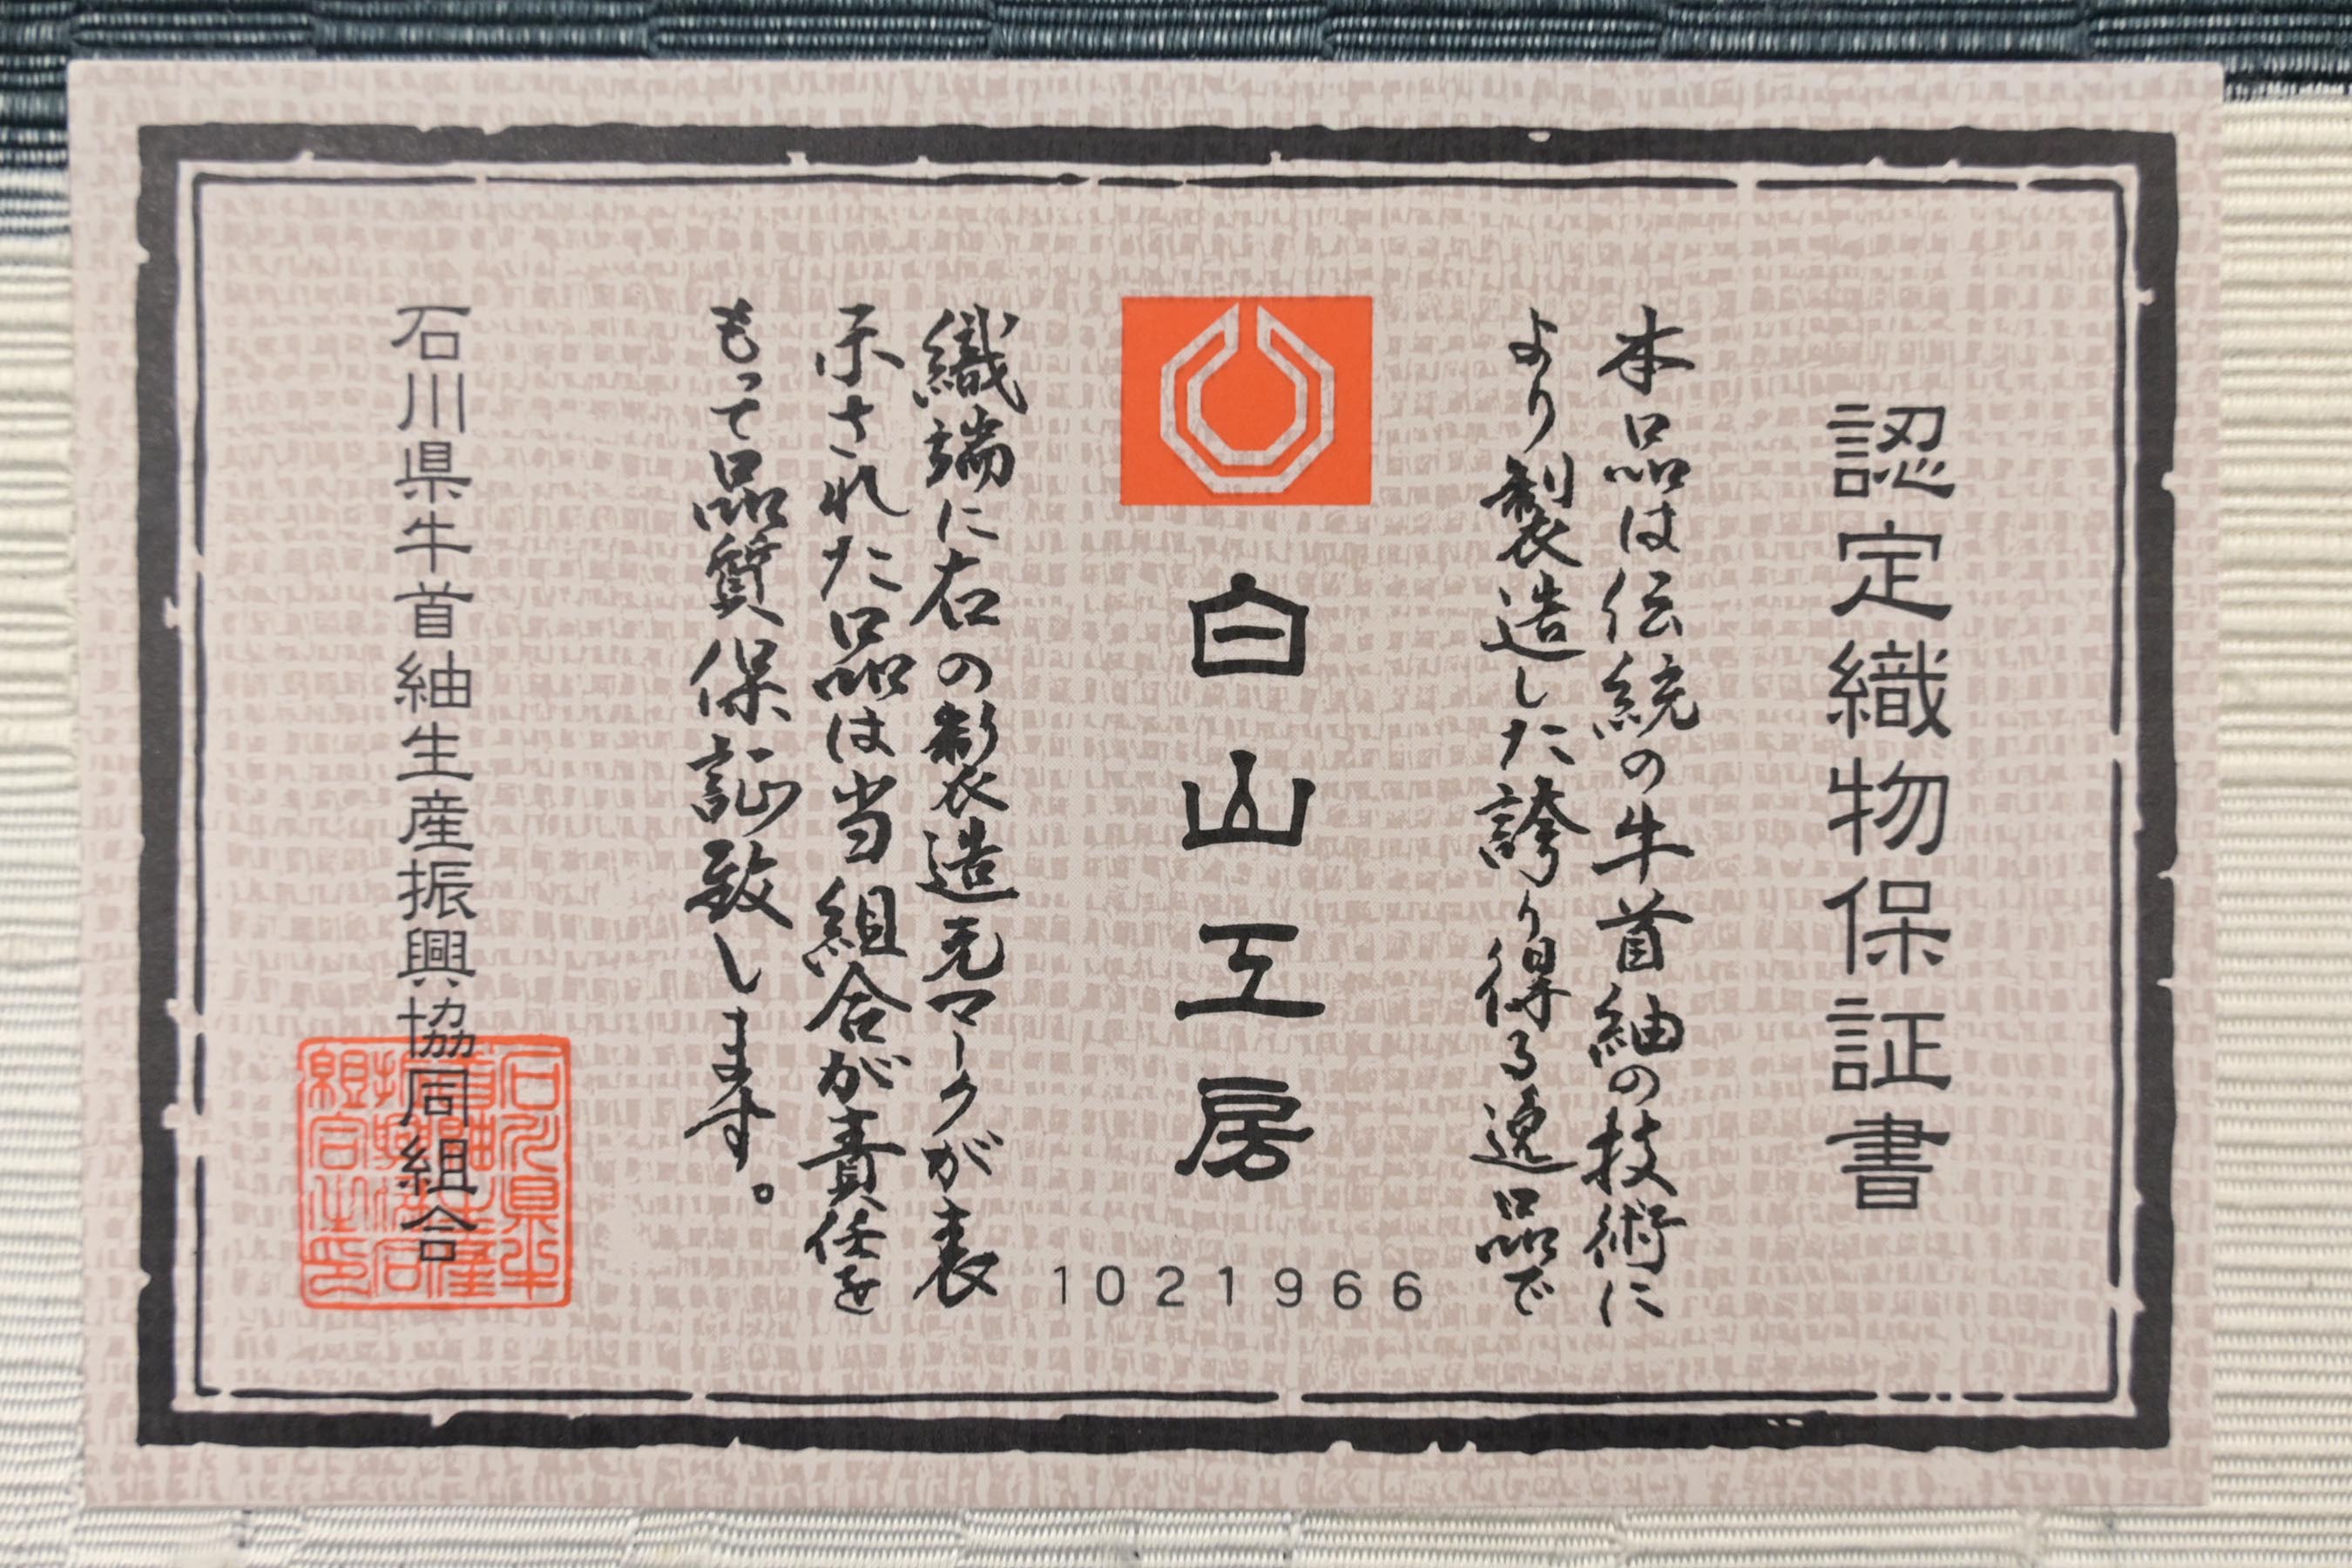 認定織物保証書
本品は伝統の牛首紬の技術に
より製造した誇り得る逸品で
白山工房
1021966
織端に右の製造元マークが表
示された品は当組合が責任を
もって品質保証致します。
石川県牛首紬生産振興協同組合